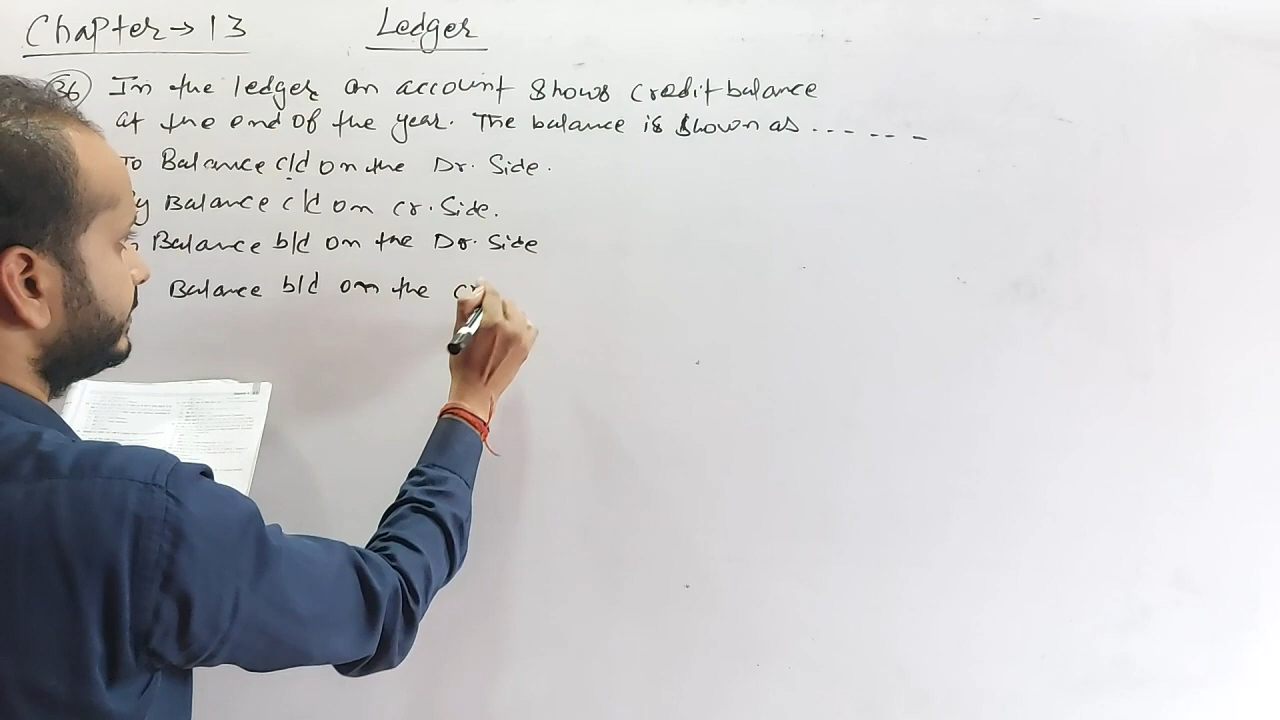 Chapter → 13 Ledger
36 In the ledger an account shows credit balance
at the end of the year. The balance is shown as ------
To Balance c/d on the Dr. Side.
By Balance c/d on cr. Side.
Balance b/d on the Dr. Side
Balance b/d on the cr